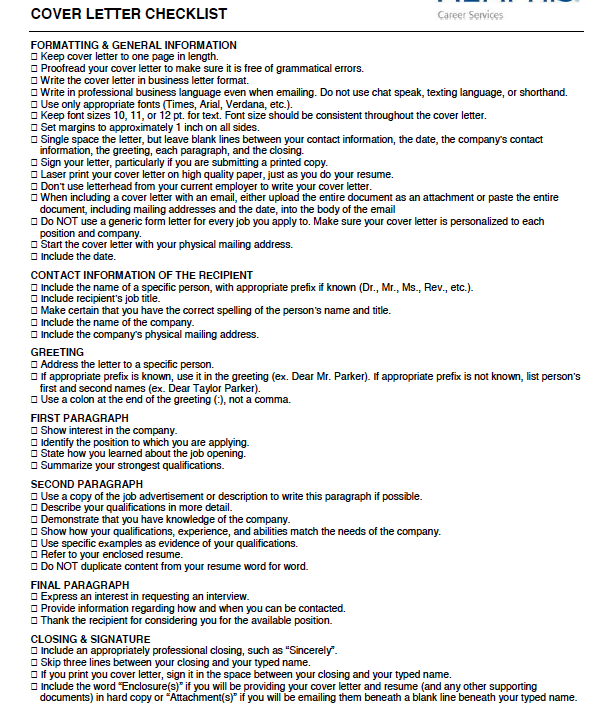 COVER LETTER CHECKLIST
Career Services
FORMATTING & GENERAL INFORMATION
□ Keep cover letter to one page in length.
□ Proofread your cover letter to make sure it is free of grammatical errors.
□ Write the cover letter in business letter format.
□ Write in professional business language even when emailing. Do not use chat speak, texting language, or shorthand.
□ Use only appropriate fonts (Times, Arial, Verdana, etc.).
□ Keep font sizes 10, 11, or 12 pt. for text. Font size should be consistent throughout the cover letter.
□ Set margins to approximately 1 inch on all sides.
□ Single space the letter, but leave blank lines between your contact information, the date, the company's contact
information, the greeting, each paragraph, and the closing.
□ Sign your letter, particularly if you are submitting a printed copy.
□ Laser print your cover letter on high quality paper, just as you do your resume.
□ Don't use letterhead from your current employer to write your cover letter.
□ When including a cover letter with an email, either upload the entire document as an attachment or paste the entire
document, including mailing addresses and the date, into the body of the email
□ Do NOT use a generic form letter for every job you apply to. Make sure your cover letter is personalized to each
position and company.
□ Start the cover letter with your physical mailing address.
□ Include the date.
CONTACT INFORMATION OF THE RECIPIENT
□ Include the name of a specific person, with appropriate prefix if known (Dr., Mr., Ms., Rev., etc.).
□ Include recipient's job title.
□ Make certain that you have the correct spelling of the person's name and title.
□ Include the name of the company.
□ Include the company's physical mailing address.
GREETING
□ Address the letter to a specific person.
□ If appropriate prefix is known, use it in the greeting (ex. Dear Mr. Parker). If appropriate prefix is not known, list person's
first and second names (ex. Dear Taylor Parker).
□ Use a colon at the end of the greeting (:), not a comma.
FIRST PARAGRAPH
□ Show interest in the company.
□ Identify the position to which you are applying.
□ State how you learned about the job opening.
□ Summarize your strongest qualifications.
SECOND PARAGRAPH
□ Use a copy of the job advertisement or description to write this paragraph if possible.
□ Describe your qualifications in more detail.
□ Demonstrate that you have knowledge of the company.
□ Show how your qualifications, experience, and abilities match the needs of the company.
□ Use specific examples as evidence of your qualifications.
□ Refer to your enclosed resume.
□ Do NOT duplicate content from your resume word for word.
FINAL PARAGRAPH
□ Express an interest in requesting an interview.
□ Provide information regarding how and when you can be contacted.
□ Thank the recipient for considering you for the available position.
CLOSING & SIGNATURE
□ Include an appropriately professional closing, such as “Sincerely”.
□ Skip three lines between your closing and your typed name.
□ If you print you cover letter, sign it in the space between your closing and your typed name.
□ Include the word “Enclosure(s)” if you will be providing your cover letter and resume (and any other supporting
documents) in hard copy or “Attachment(s)” if you will be emailing them beneath a blank line beneath your typed name.